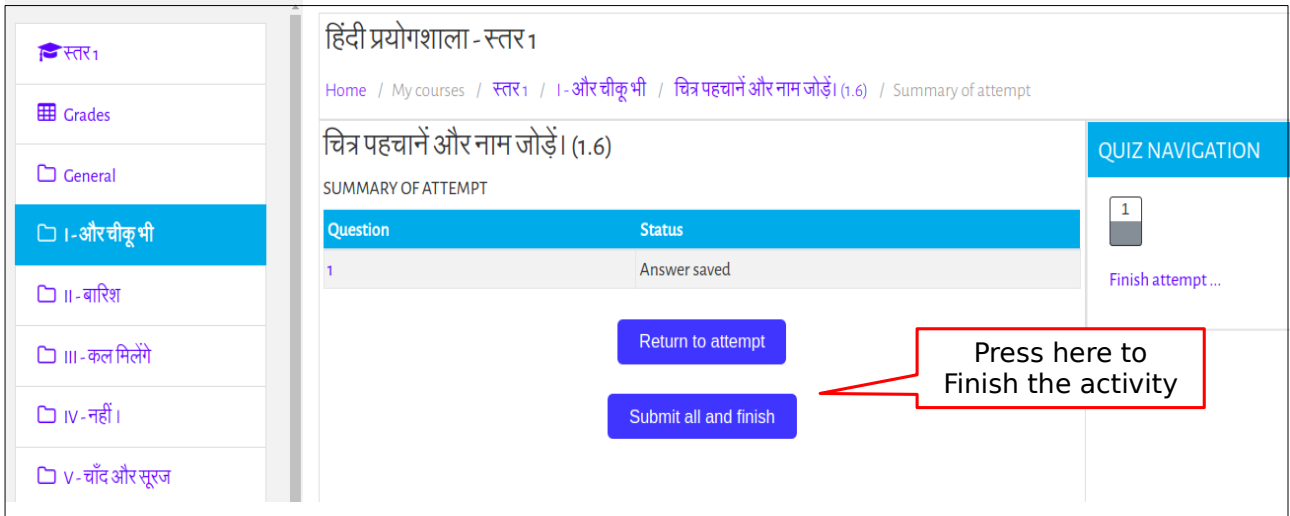 स्तर 1
Grades
General
I - और चीकू भी
II - बारिश
III - कल मिलेंगे
IV - नहीं ।
V - चाँद और सूरज
हिंदी प्रयोगशाला - स्तर 1
Home / My courses / स्तर 1 / I - और चीकू भी / चित्र पहचानें और नाम जोड़ें। (1.6) / Summary of attempt
चित्र पहचानें और नाम जोड़ें। (1.6)
SUMMARY OF ATTEMPT
Question Status
1 Answer saved
Return to attempt
Submit all and finish
Press here to
Finish the activity
QUIZ NAVIGATION
1
Finish attempt ...